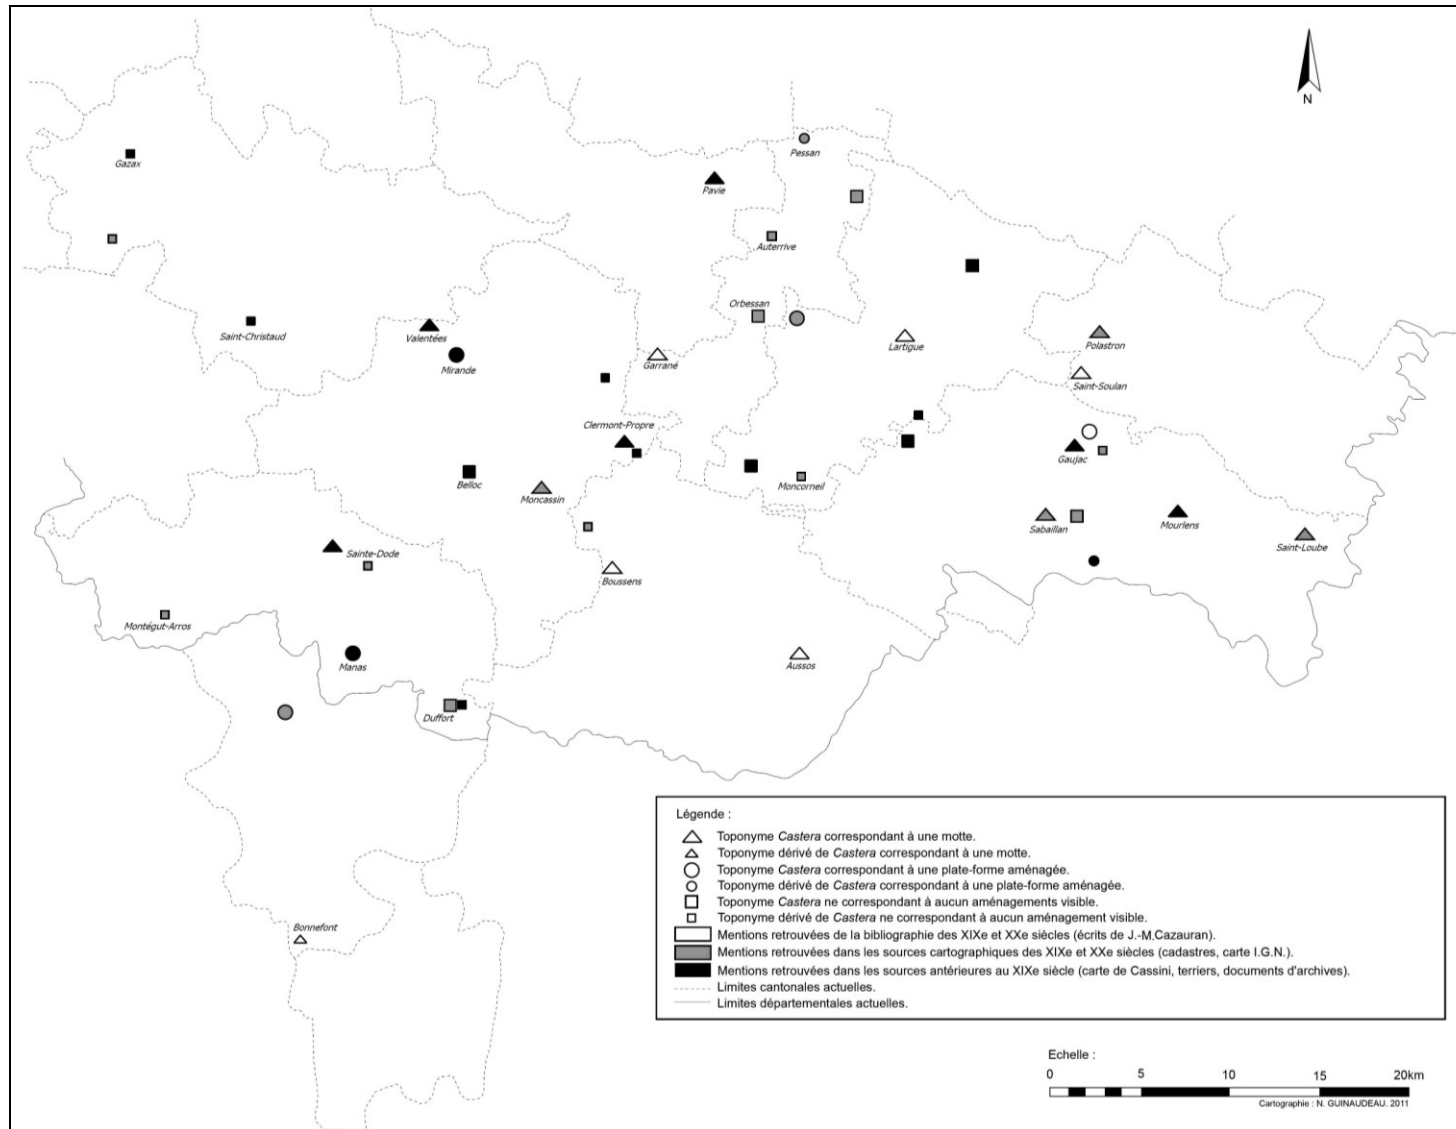 N
Pessan
Gazax
Pavie
Auterrive
Orbessan
Saint-Christaud
Valentées
Lartigue
Polastron
Garrané
Mirande
Saint-Soulan
Clermont-Propre
Gaujac
Belloc
Moncorneil
Moncassin
Sabaillan
Mourlens
Saint-Loube
Sainte-Dode
Boussens
Montégut-Arros
Manas
Aussos
Duffort
Bonnefont
Légende :
Toponyme Castera correspondant à une motte.
Toponyme dérivé de Castera correspondant à une motte.
Toponyme Castera correspondant à une plate-forme aménagée.
Toponyme dérivé de Castera correspondant à une plate-forme aménagée.
Toponyme Castera ne correspondant à aucun aménagements visible.
Toponyme dérivé de Castera ne correspondant à aucun aménagement visible.
Mentions retrouvées de la bibliographie des XIXe et XXe siècles (écrits de J.-M,Cazauran).
Mentions retrouvées dans les sources cartographiques des XIXe et XXe siècles (cadastres, carte I.G.N.).
Mentions retrouvées dans les sources antérieures au XIXe siècle (carte de Cassini, terriers, documents d'archives).
Limites cantonales actuelles.
Limites départementales actuelles.
Echelle :
0 5 10 15 20km
Cartographie : N. GUINAUDEAU. 2011